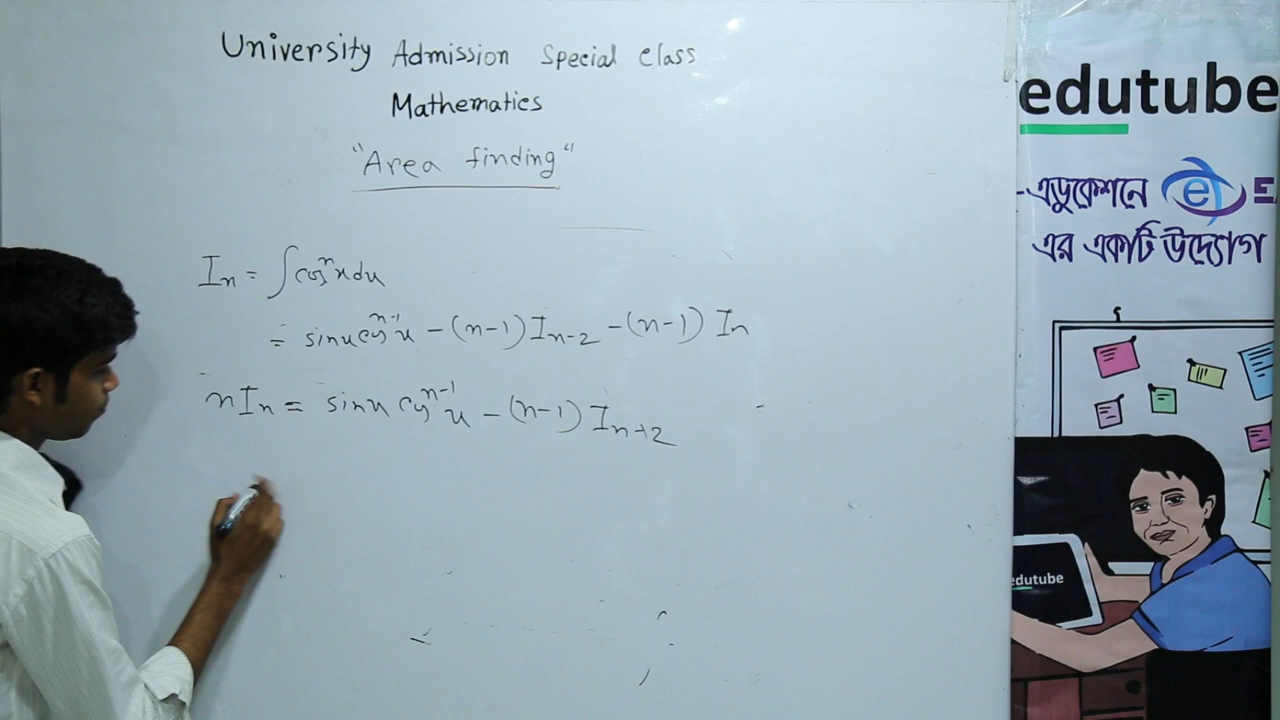 University Admission Special Class
Mathematics
"Area finding"
Iₙ = ∫cosⁿx dx
= sinx cosⁿ⁻¹x - (n-1) Iₙ₋₂ - (n-1) Iₙ
nIₙ = sinx cosⁿ⁻¹x - (n-1) Iₙ₊₂
edutube
-এডুকেশনে e E
এর একটি উদ্যোগ
edutube